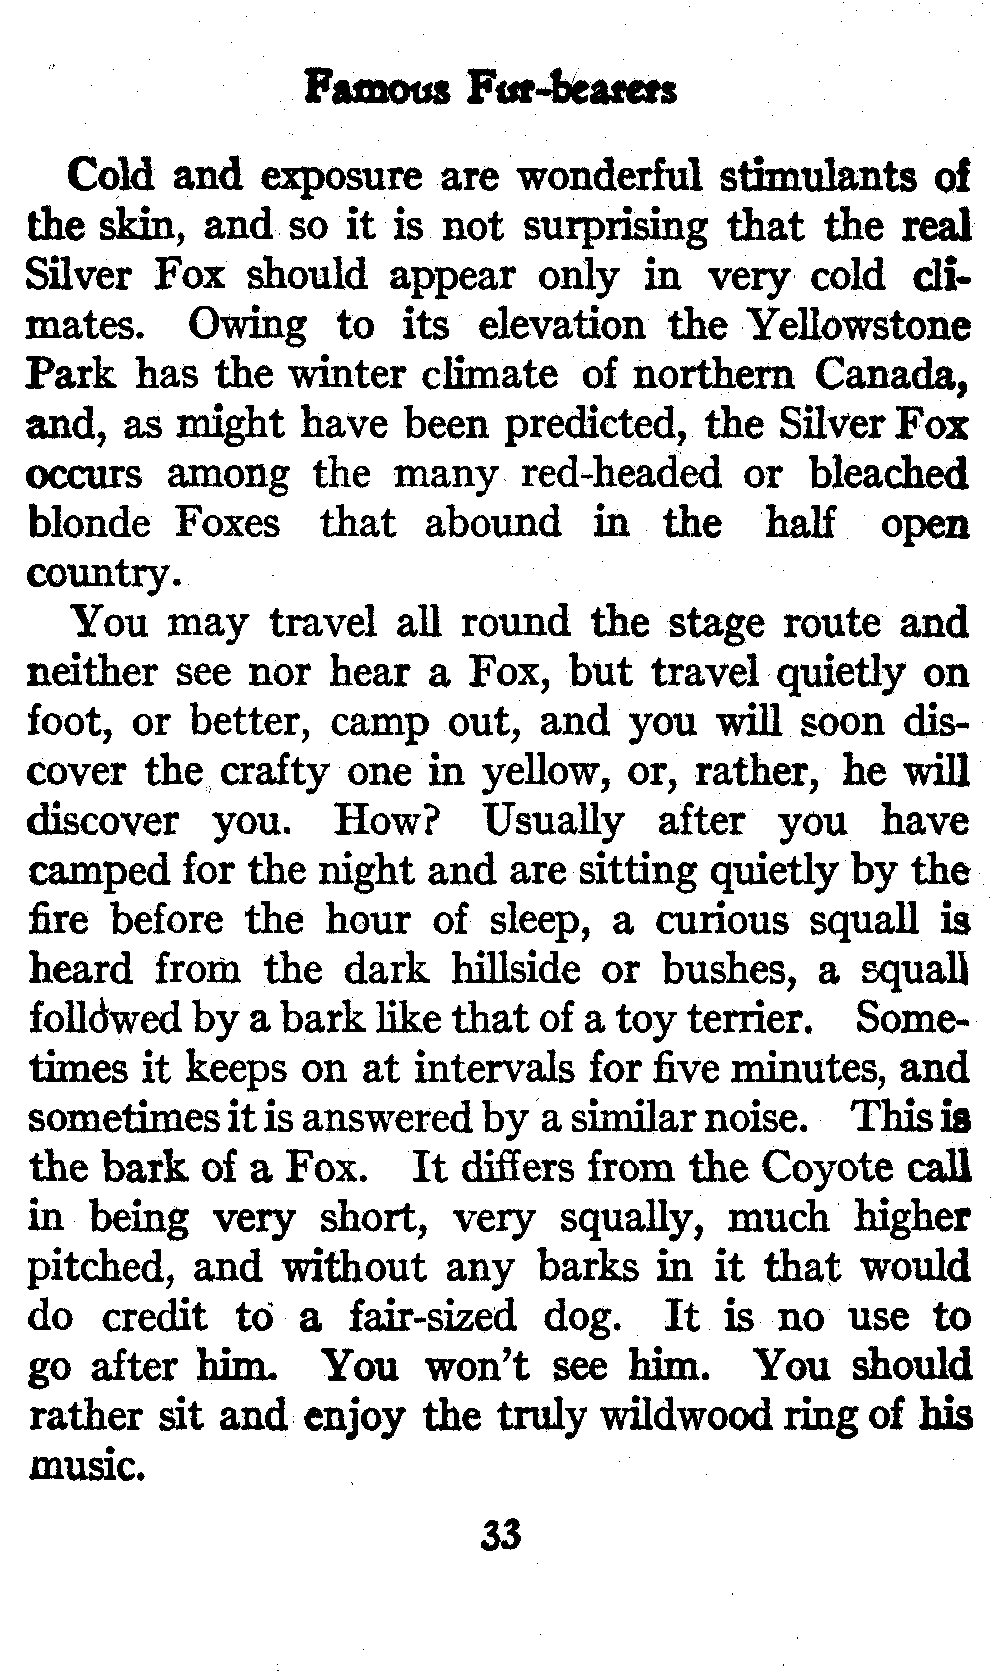 Famous Fur-bearers
Cold and exposure are wonderful stimulants of
the skin, and so it is not surprising that the real
Silver Fox should appear only in very cold cli-
mates. Owing to its elevation the Yellowstone
Park has the winter climate of northern Canada,
and, as might have been predicted, the Silver Fox
occurs among the many red-headed or bleached
blonde Foxes that abound in the half open
country.
You may travel all round the stage route and
neither see nor hear a Fox, but travel quietly on
foot, or better, camp out, and you will soon dis-
cover the crafty one in yellow, or, rather, he will
discover you. How? Usually after you have
camped for the night and are sitting quietly by the
fire before the hour of sleep, a curious squall is
heard from the dark hillside or bushes, a squall
followed by a bark like that of a toy terrier. Some-
times it keeps on at intervals for five minutes, and
sometimes it is answered by a similar noise. This is
the bark of a Fox. It differs from the Coyote call
in being very short, very squally, much higher
pitched, and without any barks in it that would
do credit to a fair-sized dog. It is no use to
go after him. You won't see him. You should
rather sit and enjoy the truly wildwood ring of his
music.
33